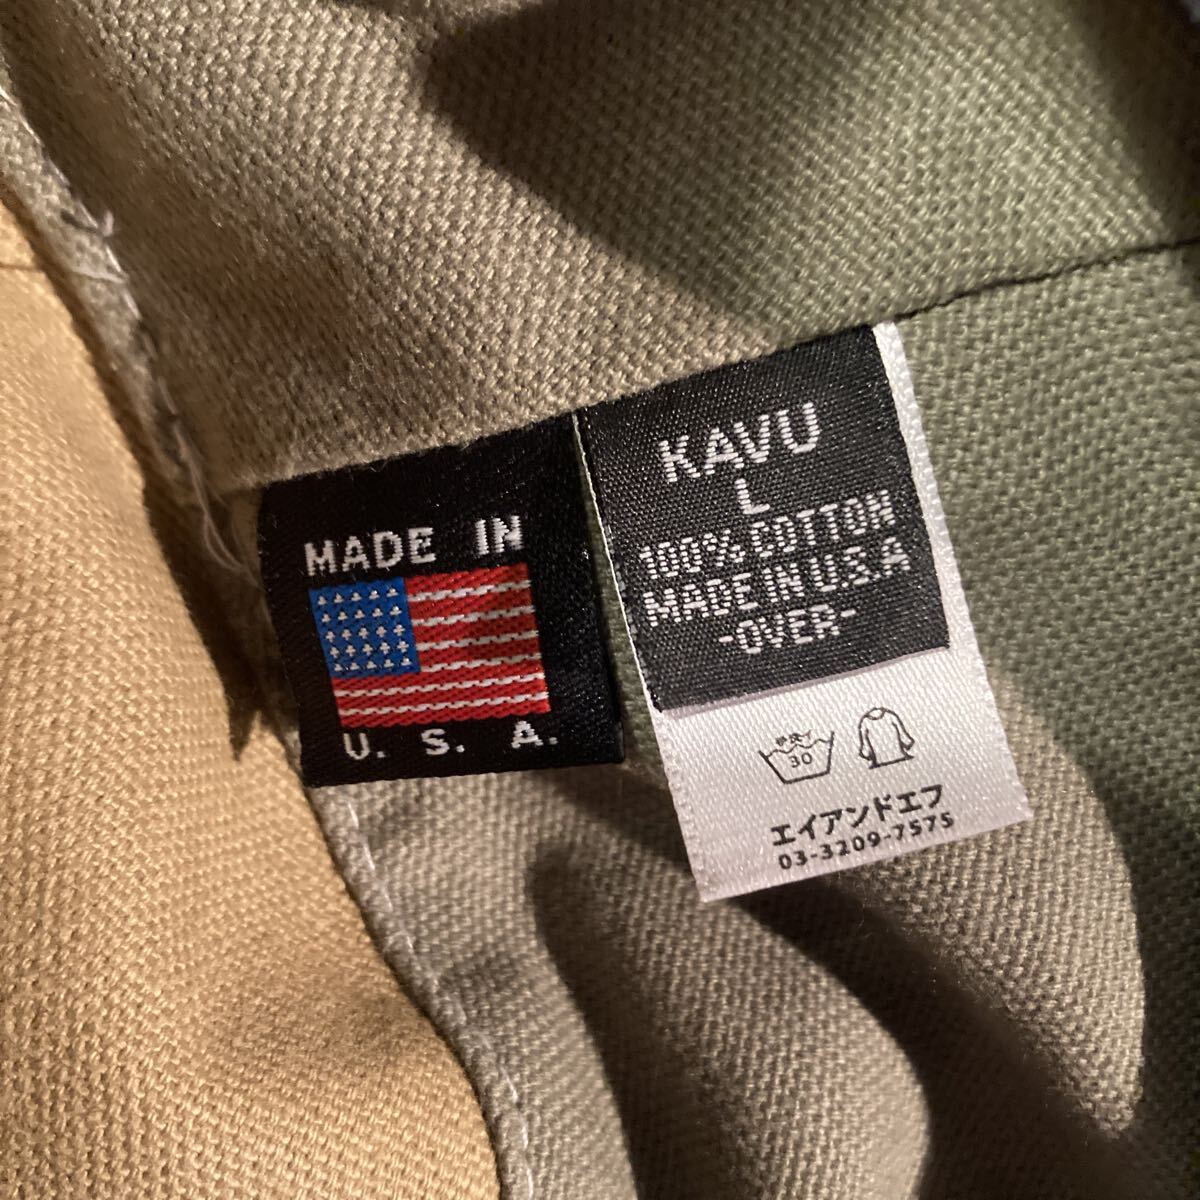 MADE IN
U. S. A.
KAVU
L
100% COTTON
MADE IN U.S.A
-OVER-
30
エイアンドエフ
03-3209-7575